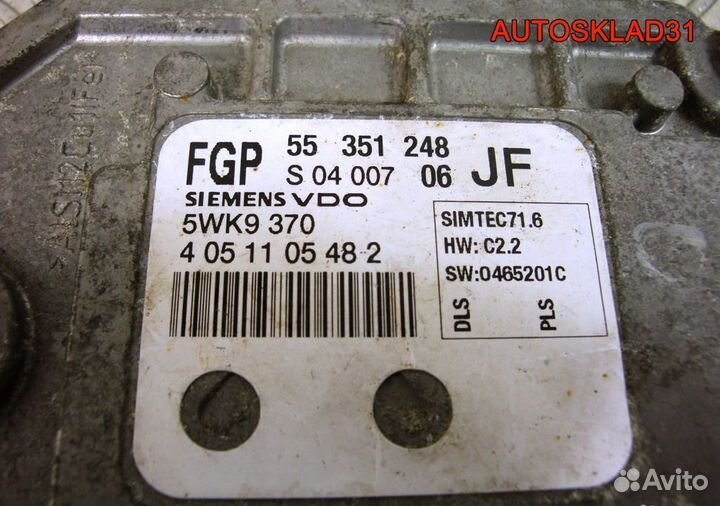 AUTOSKLAD31
FGP 55 351 248 JF
S 04 007 06
SIEMENS VDO
5WK9 370
4 05 11 05 48 2
SIMTEC71.6
HW: C2.2
SW:0465201C
DLS PLS
Avito